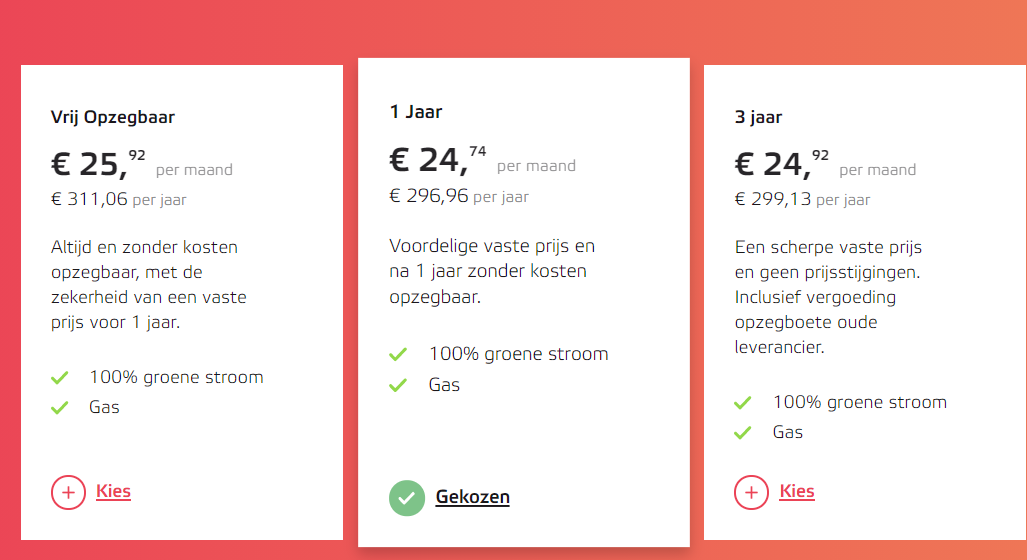 Vrij Opzegbaar
€ 25,92 per maand
€ 311,06 per jaar
Altijd en zonder kosten
opzegbaar, met de
zekerheid van een vaste
prijs voor 1 jaar.
100% groene stroom
Gas
Kies
1 Jaar
€ 24,74 per maand
€ 296,96 per jaar
Voordelige vaste prijs en
na 1 jaar zonder kosten
opzegbaar.
100% groene stroom
Gas
Gekozen
3 jaar
€ 24,92 per maand
€ 299,13 per jaar
Een scherpe vaste prijs
en geen prijsstijgingen.
Inclusief vergoeding
opzegboete oude
leverancier.
100% groene stroom
Gas
Kies